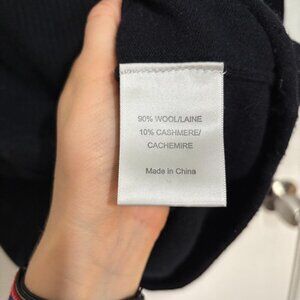 90% WOOL/LAINE
10% CASHMERE/
CACHEMIRE
Made in China